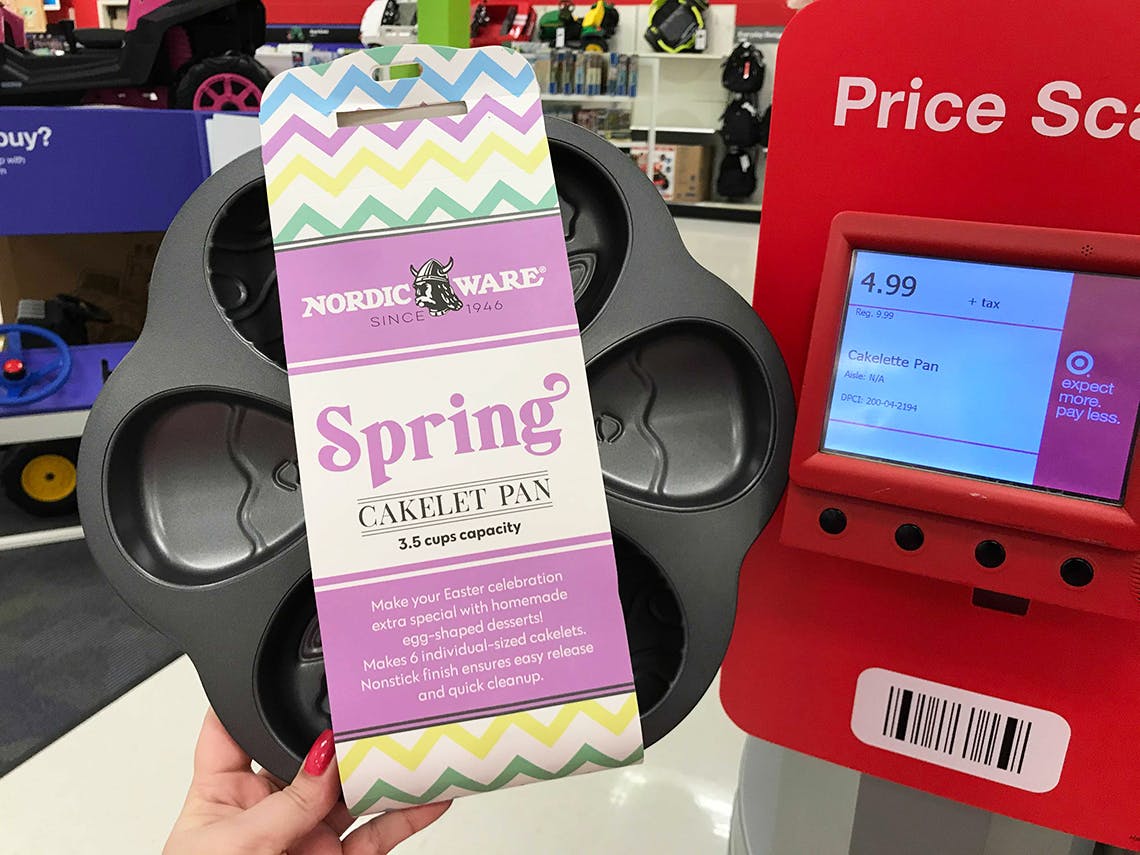 buy?
p with
NORDIC WARE®
SINCE 1946
Spring
CAKELET PAN
3.5 cups capacity
Make your Easter celebration
extra special with homemade
egg-shaped desserts!
Makes 6 individual-sized cakelets.
Nonstick finish ensures easy release
and quick cleanup.
Price Sca
4.99 + tax
Reg. 9.99
Cakelette Pan
Aisle: N/A
DPCI: 200-04-2194
expect
more.
pay less.